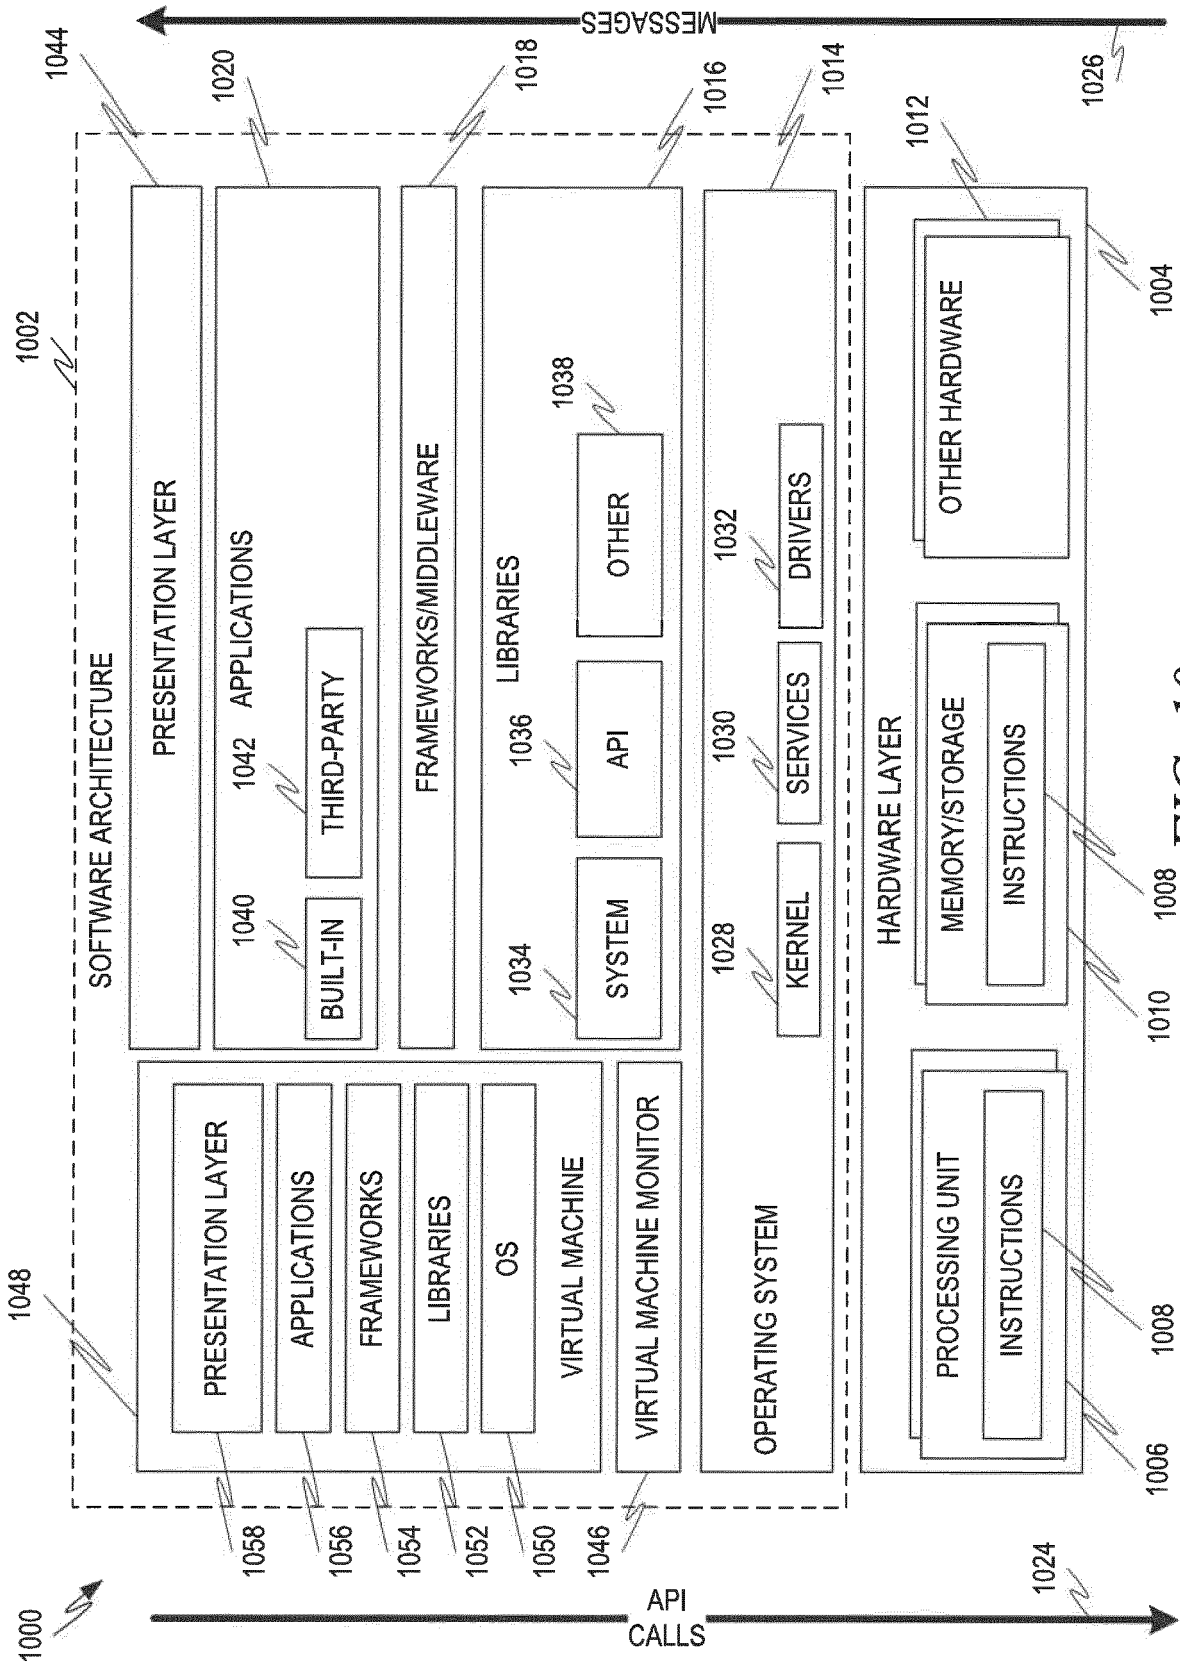 1000
1002
1048
1044
SOFTWARE ARCHITECTURE
PRESENTATION LAYER
1020
APPLICATIONS
1040
BUILT-IN
1042
THIRD-PARTY
FRAMEWORKS/MIDDLEWARE
1018
LIBRARIES
1016
1034
SYSTEM
1036
API
1038
OTHER
1058
PRESENTATION LAYER
1056
APPLICATIONS
1054
FRAMEWORKS
1052
LIBRARIES
1050
OS
VIRTUAL MACHINE
1046
VIRTUAL MACHINE MONITOR
1014
OPERATING SYSTEM
1028
KERNEL
1030
SERVICES
1032
DRIVERS
HARDWARE LAYER
1012
PROCESSING UNIT
INSTRUCTIONS
MEMORY/STORAGE
INSTRUCTIONS
OTHER HARDWARE
1006
1008
1010
1008
1004
API
CALLS
1024
MESSAGES
1026